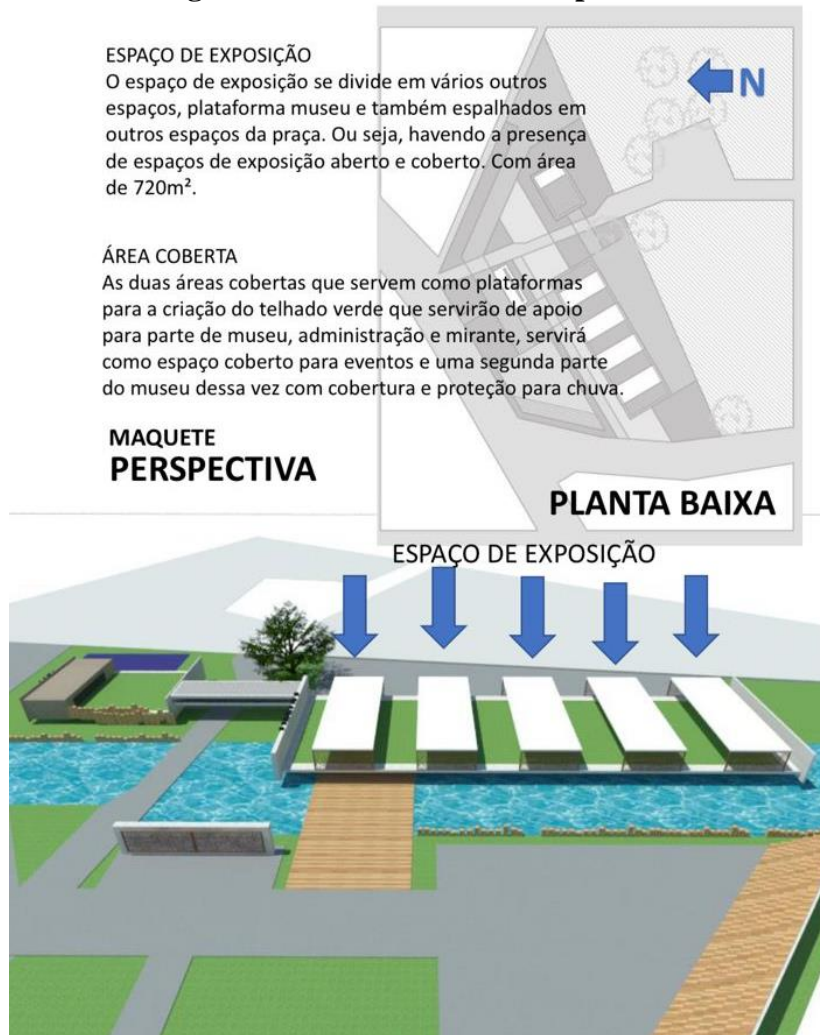 ESPAÇO DE EXPOSIÇÃO
O espaço de exposição se divide em vários outros
espaços, plataforma museu e também espalhados em
outros espaços da praça. Ou seja, havendo a presença
de espaços de exposição aberto e coberto. Com área
de 720m².
N
ÁREA COBERTA
As duas áreas cobertas que servem como plataformas
para a criação do telhado verde que servirão de apoio
para parte de museu, administração e mirante, servirá
como espaço coberto para eventos e uma segunda parte
do museu dessa vez com cobertura e proteção para chuva.
MAQUETE
PERSPECTIVA
PLANTA BAIXA
ESPAÇO DE EXPOSIÇÃO